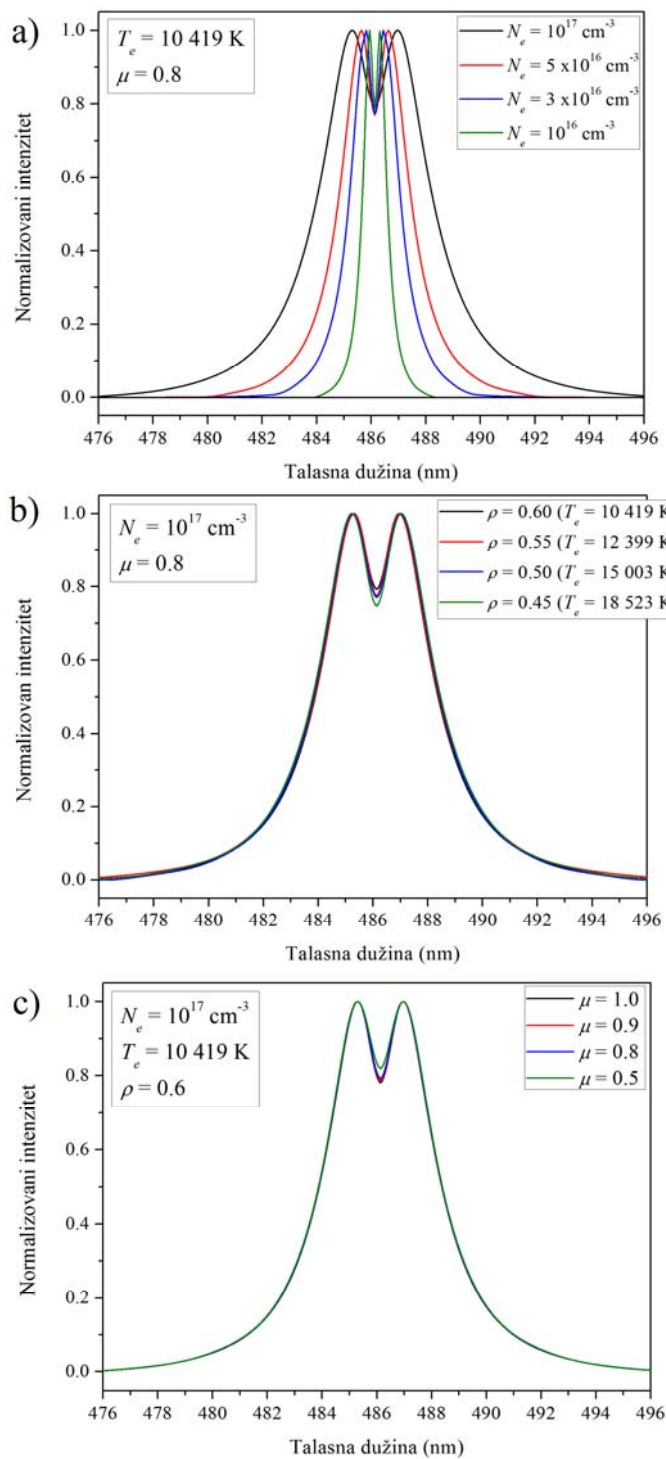 a)
T_e = 10 419 K
μ = 0.8
N_e = 10^17 cm^-3
N_e = 5 x10^16 cm^-3
N_e = 3 x10^16 cm^-3
N_e = 10^16 cm^-3
Normalizovani intenzitet
1.0
0.8
0.6
0.4
0.2
0.0
476 478 480 482 484 486 488 490 492 494 496
Talasna dužina (nm)
b)
N_e = 10^17 cm^-3
μ = 0.8
ρ = 0.60 (T_e = 10 419 K
ρ = 0.55 (T_e = 12 399 K
ρ = 0.50 (T_e = 15 003 K
ρ = 0.45 (T_e = 18 523 K
Normalizovan intenzitet
1.0
0.8
0.6
0.4
0.2
0.0
476 478 480 482 484 486 488 490 492 494 496
Talasna dužina (nm)
c)
N_e = 10^17 cm^-3
T_e = 10 419 K
ρ = 0.6
μ = 1.0
μ = 0.9
μ = 0.8
μ = 0.5
Normalizovani intenzitet
1.0
0.8
0.6
0.4
0.2
0.0
476 478 480 482 484 486 488 490 492 494 496
Talasna dužina (nm)